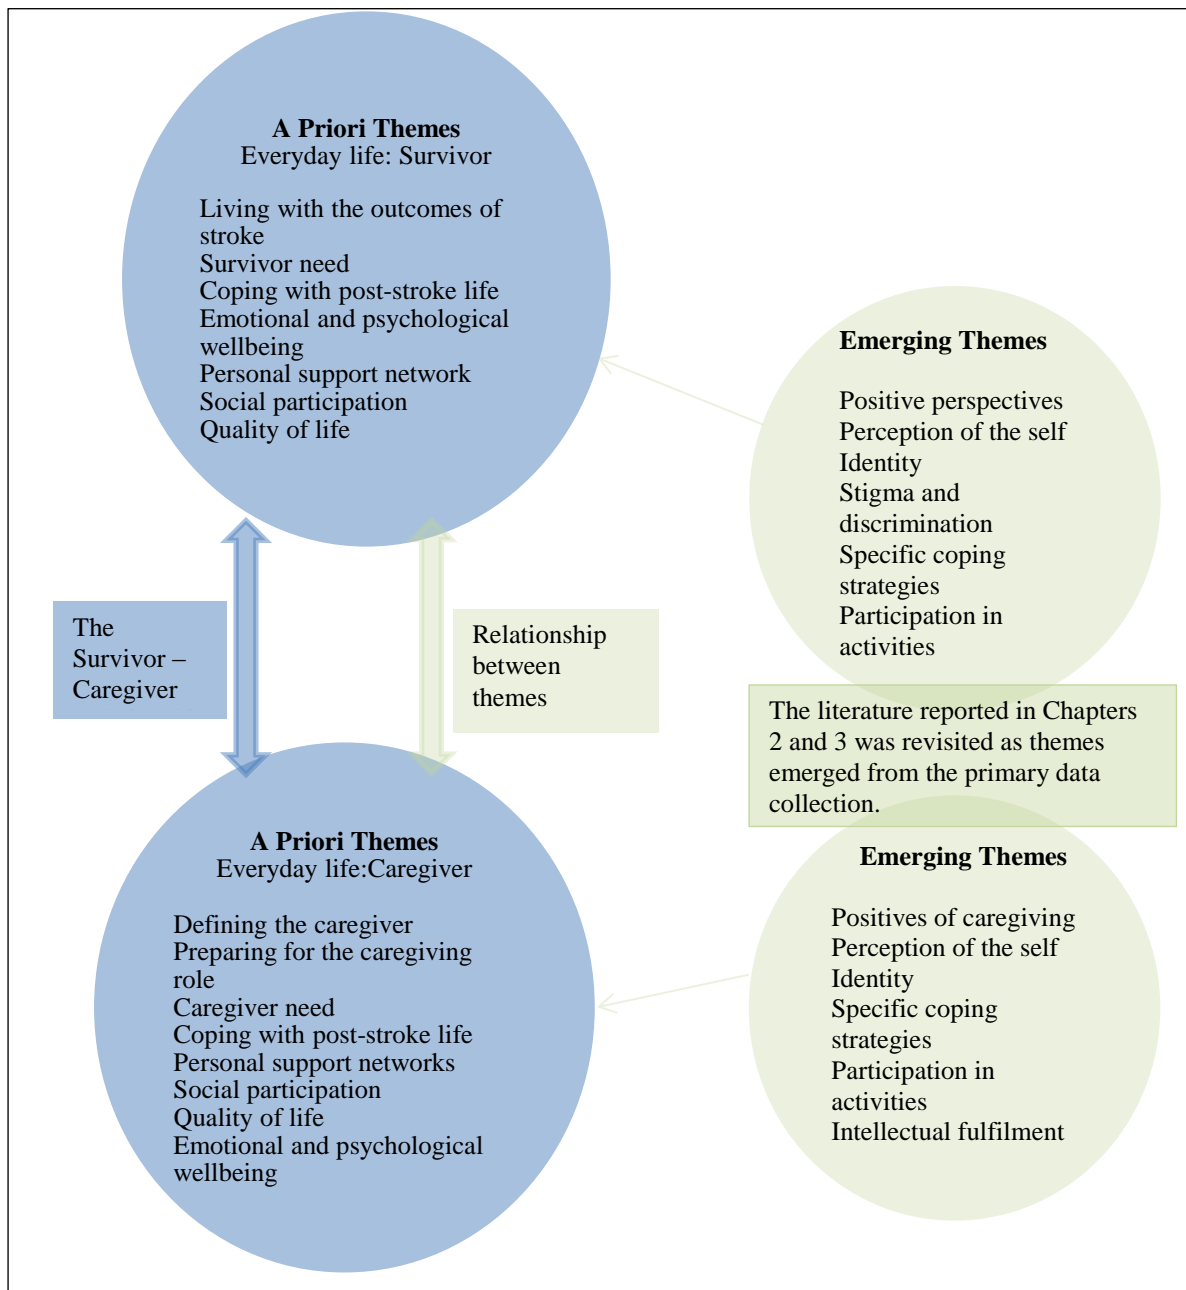 A Priori Themes
Everyday life: Survivor
Living with the outcomes of
stroke
Survivor need
Coping with post-stroke life
Emotional and psychological
wellbeing
Personal support network
Social participation
Quality of life
Emerging Themes
Positive perspectives
Perception of the self
Identity
Stigma and
discrimination
Specific coping
strategies
Participation in
activities
The
Survivor –
Caregiver
Relationship
between
themes
The literature reported in Chapters
2 and 3 was revisited as themes
emerged from the primary data
collection.
A Priori Themes
Everyday life:Caregiver
Defining the caregiver
Preparing for the caregiving
role
Caregiver need
Coping with post-stroke life
Personal support networks
Social participation
Quality of life
Emotional and psychological
wellbeing
Emerging Themes
Positives of caregiving
Perception of the self
Identity
Specific coping
strategies
Participation in
activities
Intellectual fulfilment